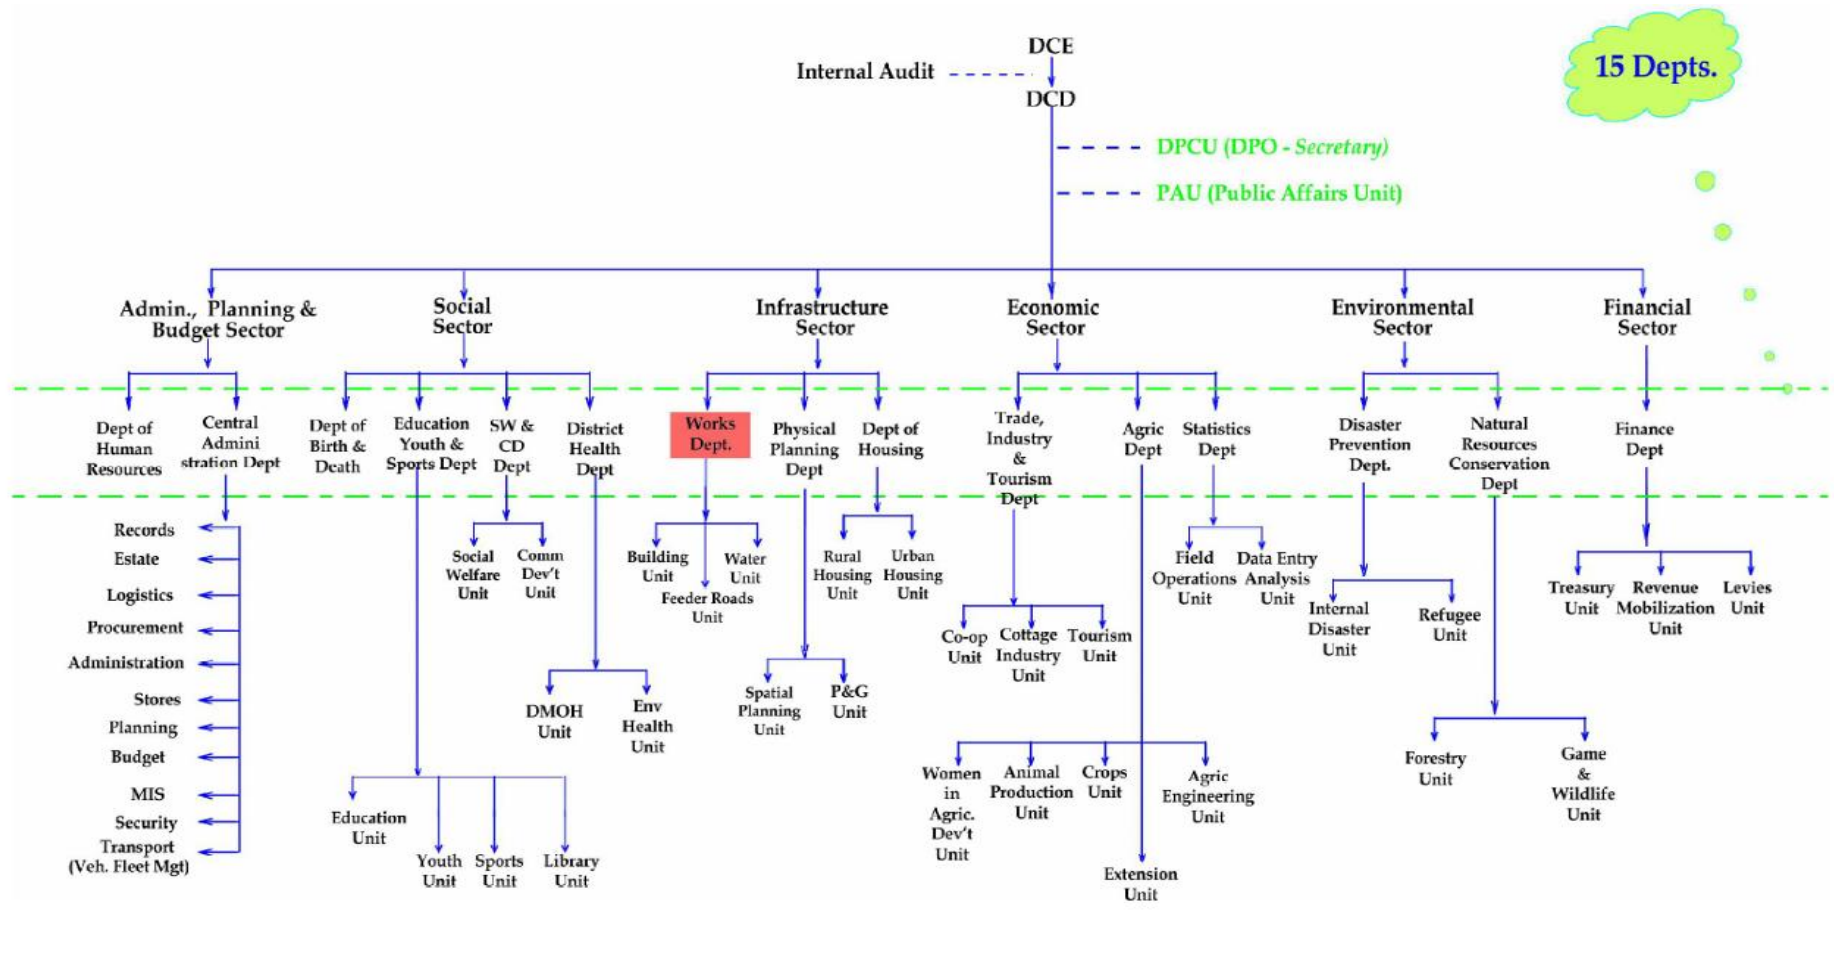 DCE
Internal Audit
15 Depts.
DCD
DPCU (DPO - Secretary)
PAU (Public Affairs Unit)
Admin., Planning &
Budget Sector
Social
Sector
Infrastructure
Sector
Economic
Sector
Environmental
Sector
Financial
Sector
Dept of
Human
Resources
Central
Admini
stration Dept
Dept of
Birth &
Death
Education
Youth &
Sports Dept
SW &
CD
Dept
District
Health
Dept
Works
Dept.
Physical
Planning
Dept
Dept of
Housing
Trade,
Industry
&
Tourism
Dept
Agric
Dept
Statistics
Dept
Disaster
Prevention
Dept.
Natural
Resources
Conservation
Dept
Finance
Dept
Records
Estate
Logistics
Procurement
Administration
Stores
Planning
Budget
MIS
Security
Transport
(Veh. Fleet Mgt)
Education
Unit
Youth
Unit
Sports
Unit
Library
Unit
Social
Welfare
Unit
Comm
Dev't
Unit
DMOH
Unit
Env
Health
Unit
Building
Unit
Feeder Roads
Unit
Water
Unit
Spatial
Planning
Unit
P&G
Unit
Rural
Housing
Unit
Urban
Housing
Unit
Co-op
Unit
Cottage
Industry
Unit
Tourism
Unit
Women
in
Agric.
Dev't
Unit
Animal
Production
Unit
Crops
Unit
Agric
Engineering
Unit
Extension
Unit
Field
Operations
Unit
Data Entry
Analysis
Unit
Internal
Disaster
Unit
Refugee
Unit
Forestry
Unit
Game
&
Wildlife
Unit
Treasury
Unit
Revenue
Mobilization
Unit
Levies
Unit